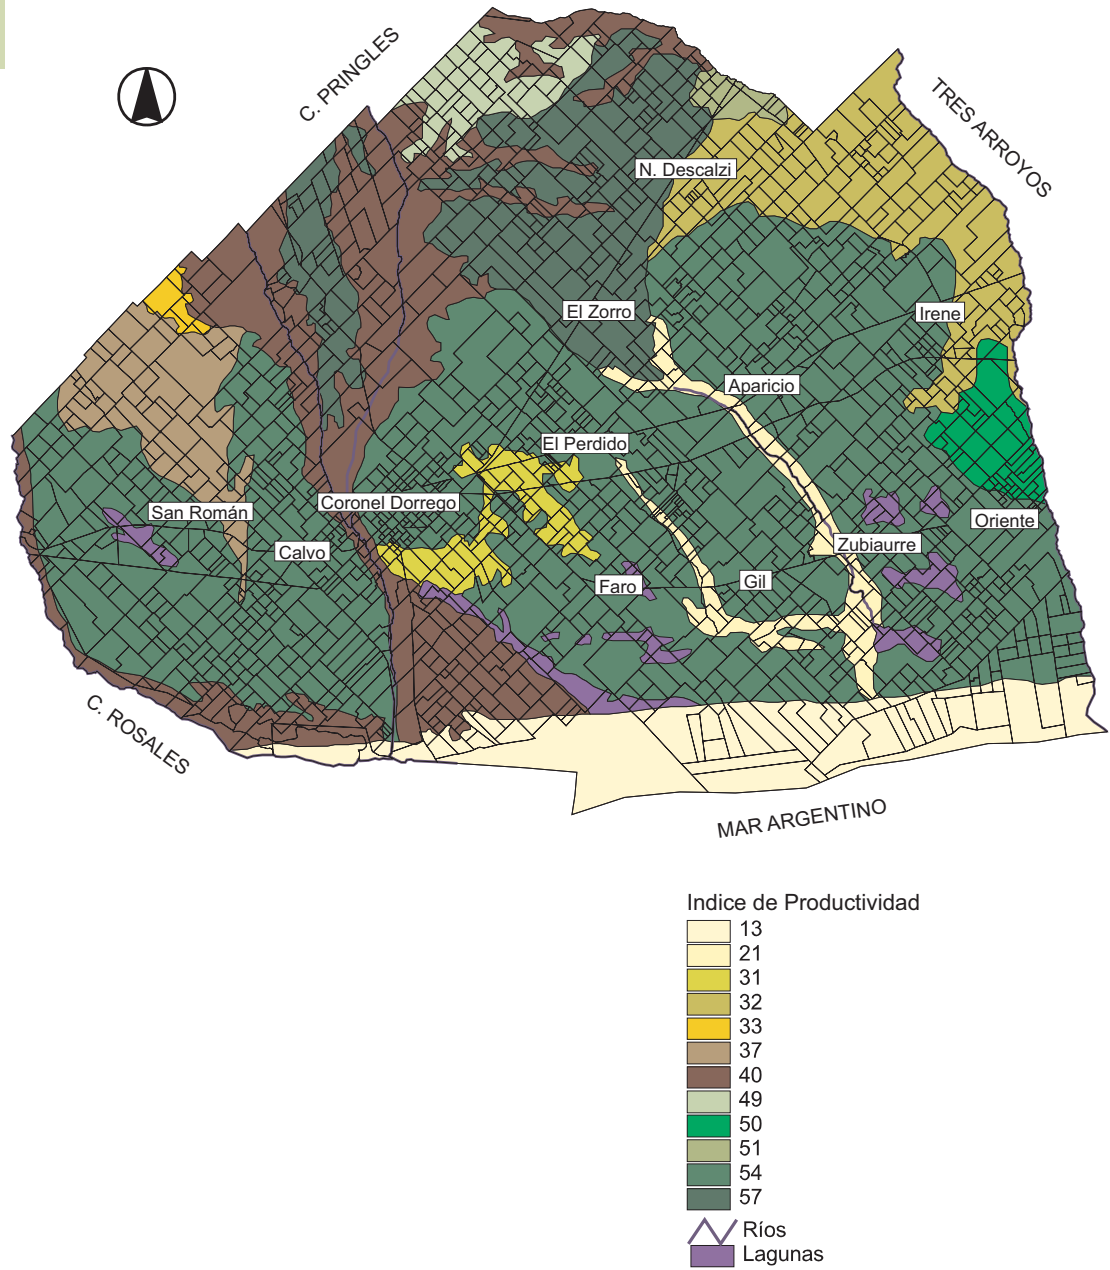 C. PRINGLES
TRES ARROYOS
N. Descalzi
El Zorro
Irene
Aparicio
El Perdido
San Román
Coronel Dorrego
Oriente
Calvo
Zubiaurre
Faro
Gil
C. ROSALES
MAR ARGENTINO
Indice de Productividad
13
21
31
32
33
37
40
49
50
51
54
57
Ríos
Lagunas